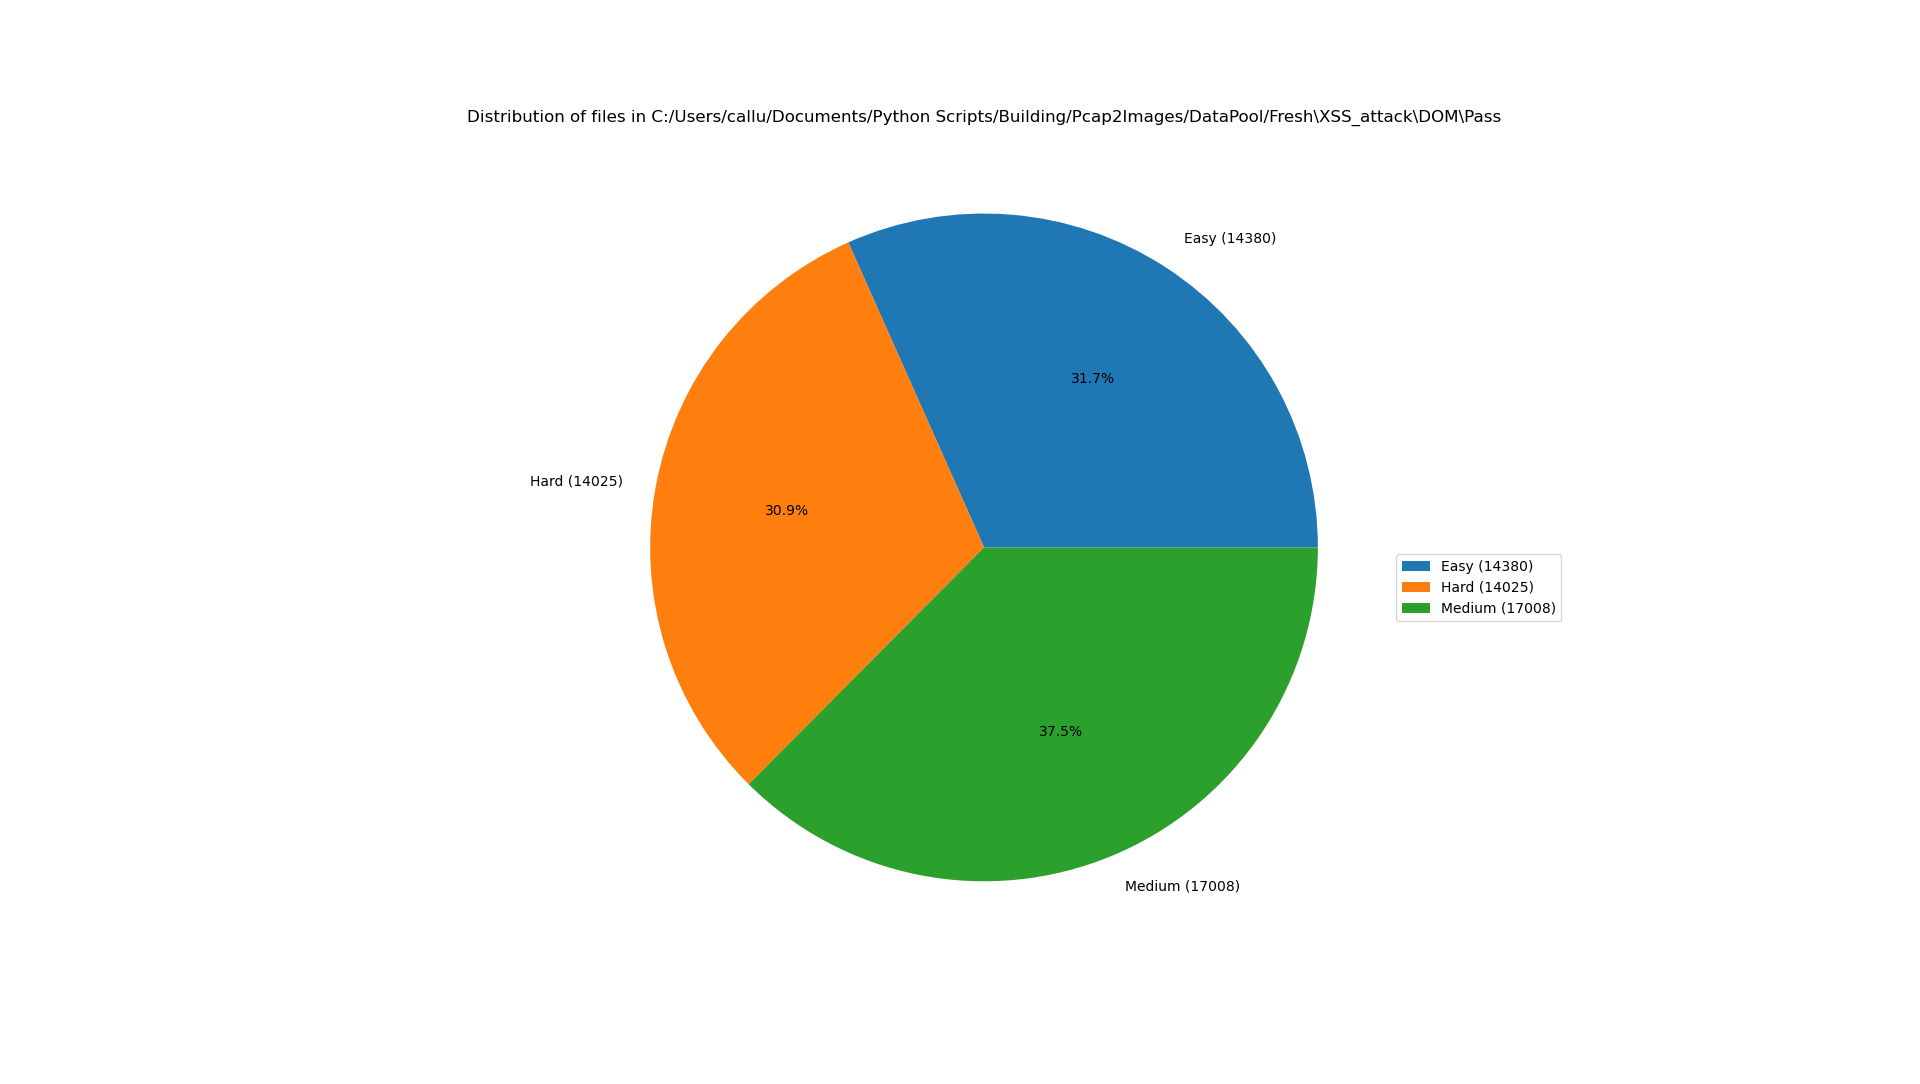 Distribution of files in C:/Users/callu/Documents/Python Scripts/Building/Pcap2Images/DataPool/Fresh\XSS_attack\DOM\Pass
Easy (14380)
31.7%
Hard (14025)
30.9%
Easy (14380)
Hard (14025)
Medium (17008)
37.5%
Medium (17008)